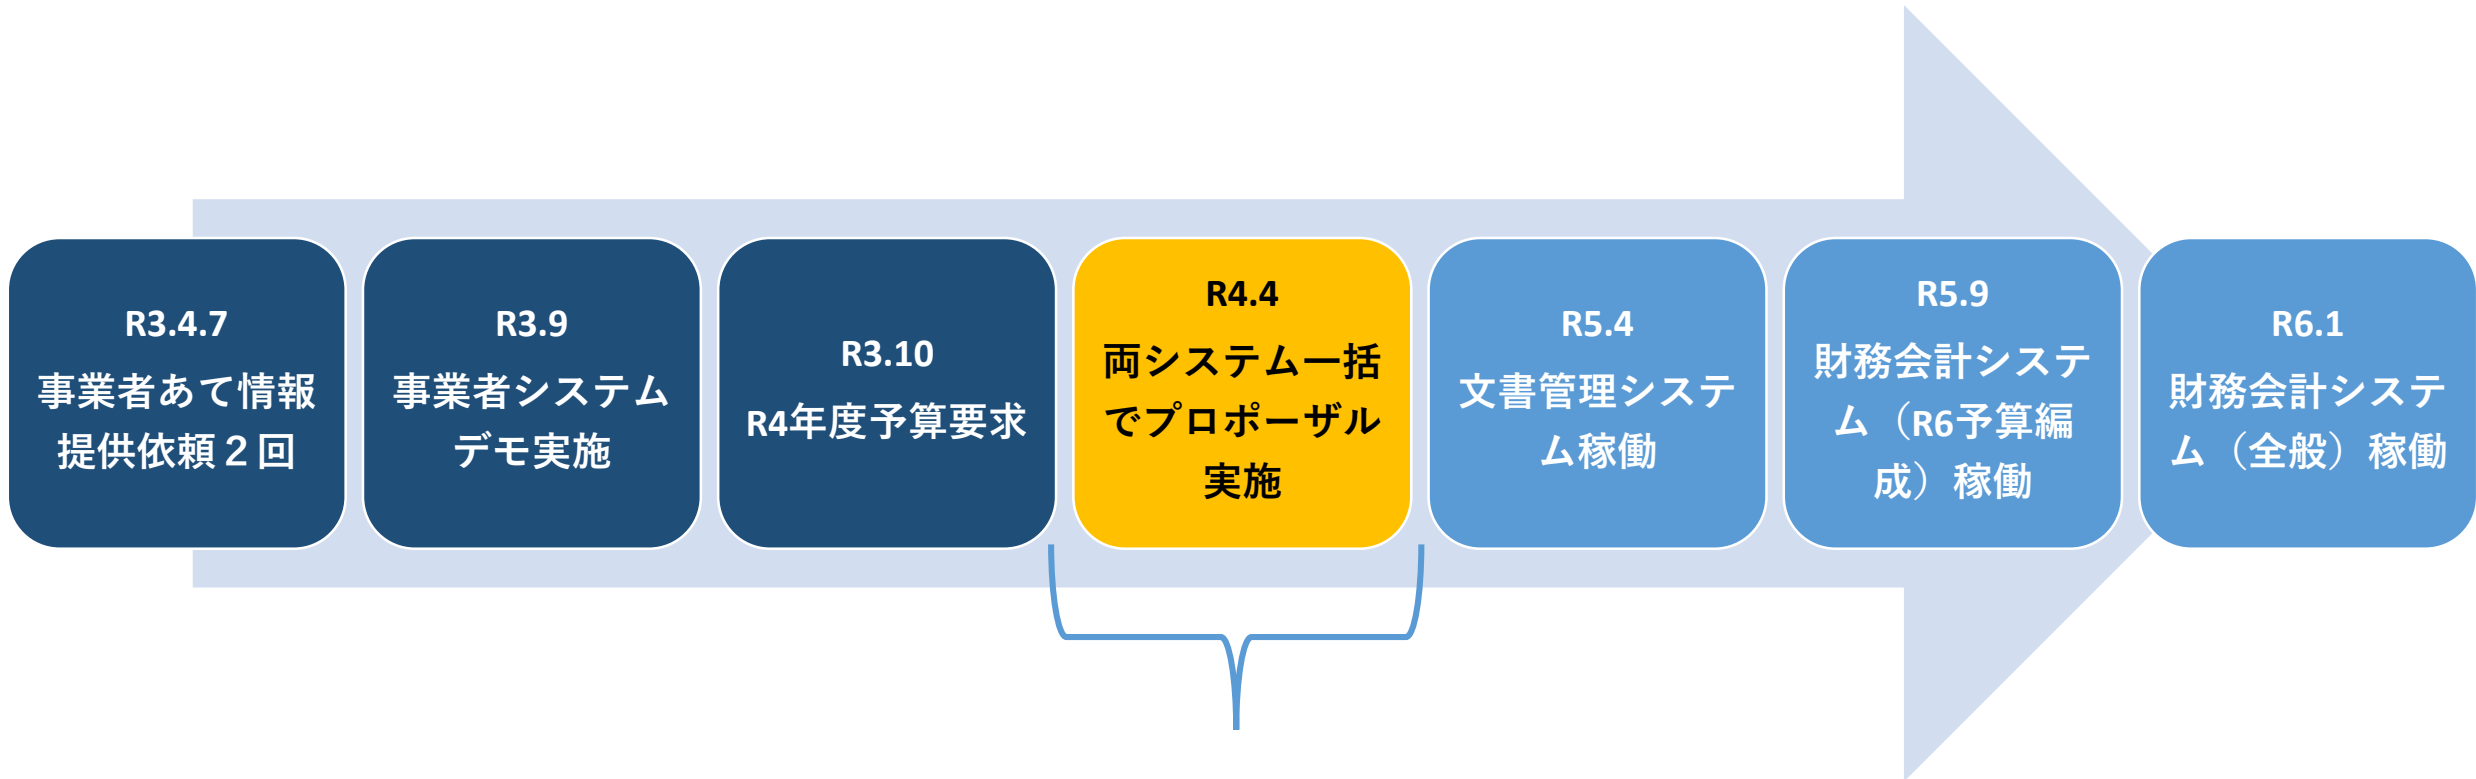 R3.4.7
事業者あて情報
提供依頼２回
R3.9
事業者システム
デモ実施
R3.10
R4年度予算要求
R4.4
両システム一括
でプロポーザル
実施
R5.4
文書管理システ
ム稼働
R5.9
財務会計システ
ム（R6予算編
成）稼働
R6.1
財務会計システ
ム（全般）稼働